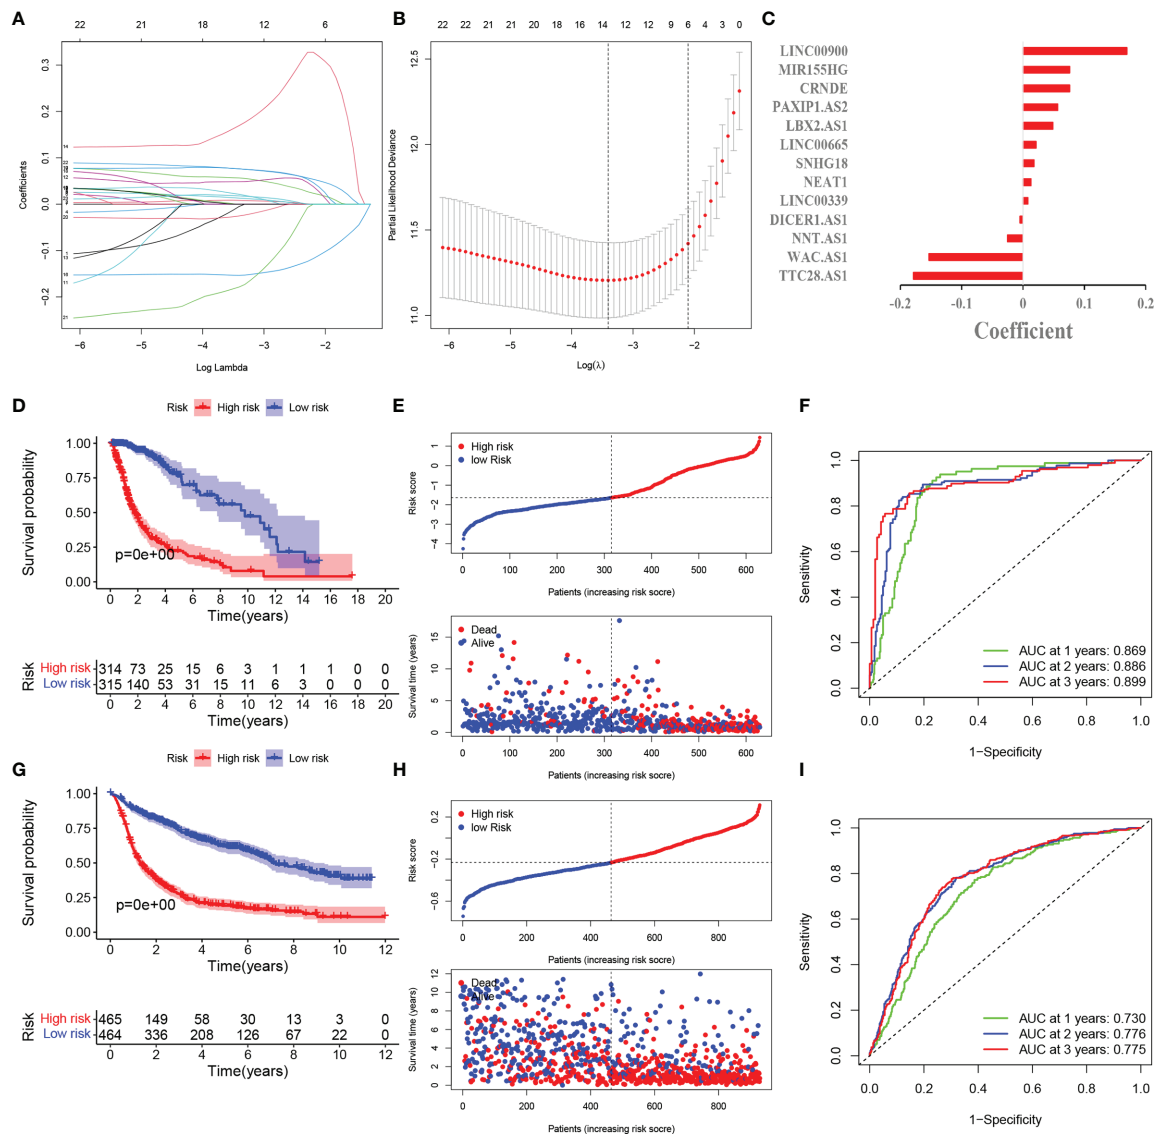 A
22 21 18 12 6
Coefficients
0.3
0.2
0.1
0.0
−0.1
−0.2
−6 −5 −4 −3 −2
Log Lambda
B
22 22 21 21 20 18 16 14 12 12 9 6 4 3 0
Partial Likelihood Deviance
12.5
12.0
11.5
11.0
−6 −5 −4 −3 −2
Log(λ)
C
LINC00900
MIR155HG
CRNDE
PAXIP1.AS2
LBX2.AS1
LINC00665
SNHG18
NEAT1
LINC00339
DICER1.AS1
NNT.AS1
WAC.AS1
TTC28.AS1
-0.2 -0.1 0 0.1 0.2
Coefficient
D
Risk High risk Low risk
Survival probability
1.00
0.75
0.50
0.25
0.00
p=0e+00
0 2 4 6 8 10 12 14 16 18 20
Time(years)
Risk
High risk 314 73 25 15 6 3 1 1 1 0 0
Low risk 315 140 53 31 15 11 6 3 0 0 0
0 2 4 6 8 10 12 14 16 18 20
Time(years)
E
High risk
low Risk
Risk score
1
0
−1
−2
−3
−4
0 100 200 300 400 500 600
Patients (increasing risk socre)
Dead
Alive
Survival time (years)
15
10
5
0
0 100 200 300 400 500 600
Patients (increasing risk socre)
F
Sensitivity
1.0
0.8
0.6
0.4
0.2
0.0
AUC at 1 years: 0.869
AUC at 2 years: 0.886
AUC at 3 years: 0.899
0.0 0.2 0.4 0.6 0.8 1.0
1−Specificity
G
Risk High risk Low risk
Survival probability
1.00
0.75
0.50
0.25
0.00
p=0e+00
0 2 4 6 8 10 12
Time(years)
Risk
High risk 465 149 58 30 13 3 0
Low risk 464 336 208 126 67 22 0
0 2 4 6 8 10 12
Time(years)
H
High risk
low Risk
Risk score
0.2
−0.2
−0.6
0 200 400 600 800
Patients (increasing risk socre)
Dead
Alive
Survival time (years)
12
10
8
6
4
2
0
0 200 400 600 800
Patients (increasing risk socre)
I
Sensitivity
1.0
0.8
0.6
0.4
0.2
0.0
AUC at 1 years: 0.730
AUC at 2 years: 0.776
AUC at 3 years: 0.775
0.0 0.2 0.4 0.6 0.8 1.0
1−Specificity